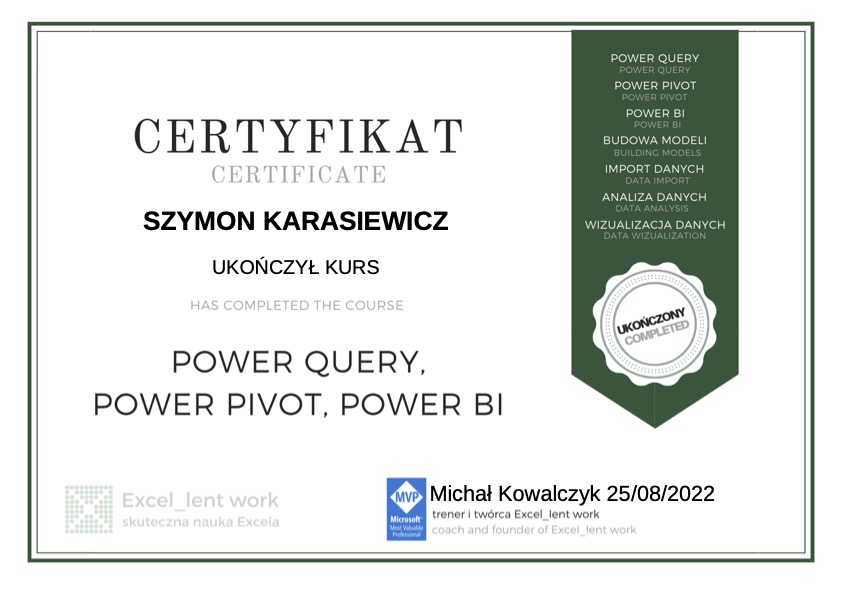 CERTYFIKAT
CERTIFICATE
SZYMON KARASIEWICZ
UKOŃCZYŁ KURS
HAS COMPLETED THE COURSE
POWER QUERY,
POWER PIVOT, POWER BI
POWER QUERY
POWER QUERY
POWER PIVOT
POWER PIVOT
POWER BI
POWER BI
BUDOWA MODELI
BUILDING MODELS
IMPORT DANYCH
DATA IMPORT
ANALIZA DANYCH
DATA ANALYSIS
WIZUALIZACJA DANYCH
DATA WIZUALIZATION
UKOŃCZONY
COMPLETED
Excel_lent work
skuteczna nauka Excela
MVP
Microsoft®
Most Valuable
Professional
Michał Kowalczyk 25/08/2022
trener i twórca Excel_lent work
coach and founder of Excel_lent work